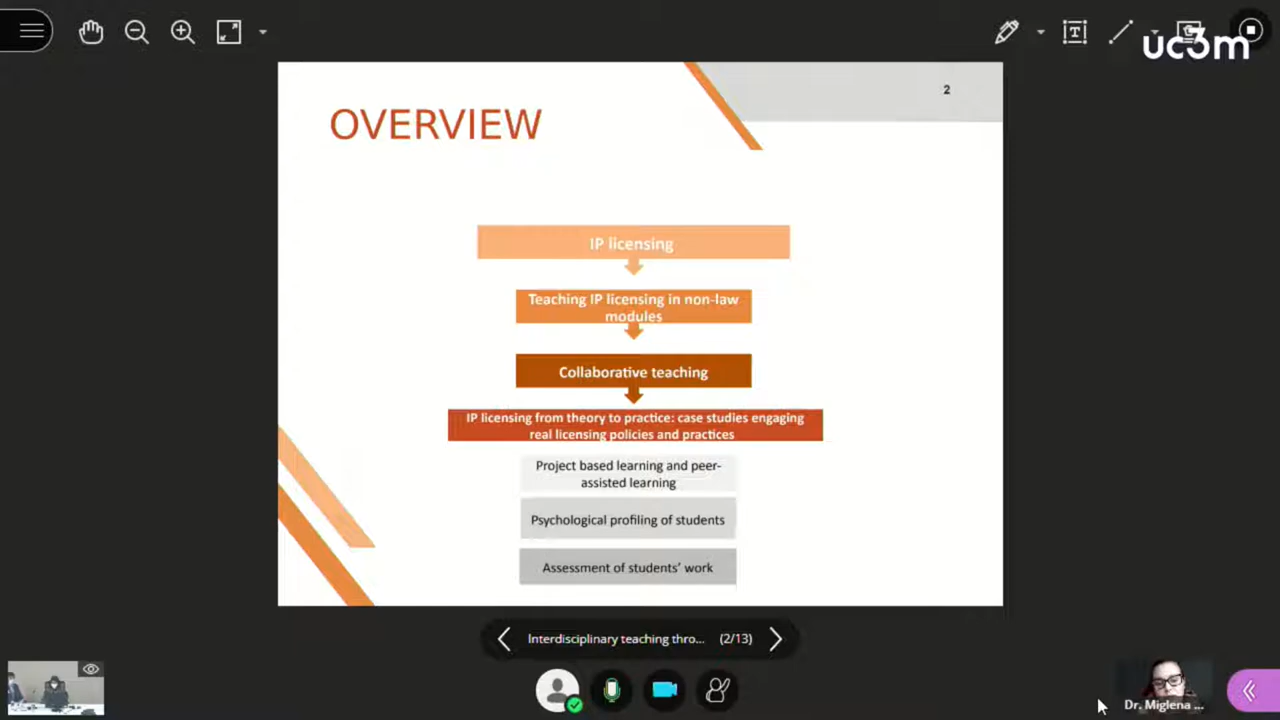 uc3m
2
OVERVIEW
IP licensing
Teaching IP licensing in non-law
modules
Collaborative teaching
IP licensing from theory to practice: case studies engaging
real licensing policies and practices
Project based learning and peer-
assisted learning
Psychological profiling of students
Assessment of students’ work
Interdisciplinary teaching thro... (2/13)
Dr. Miglena ...